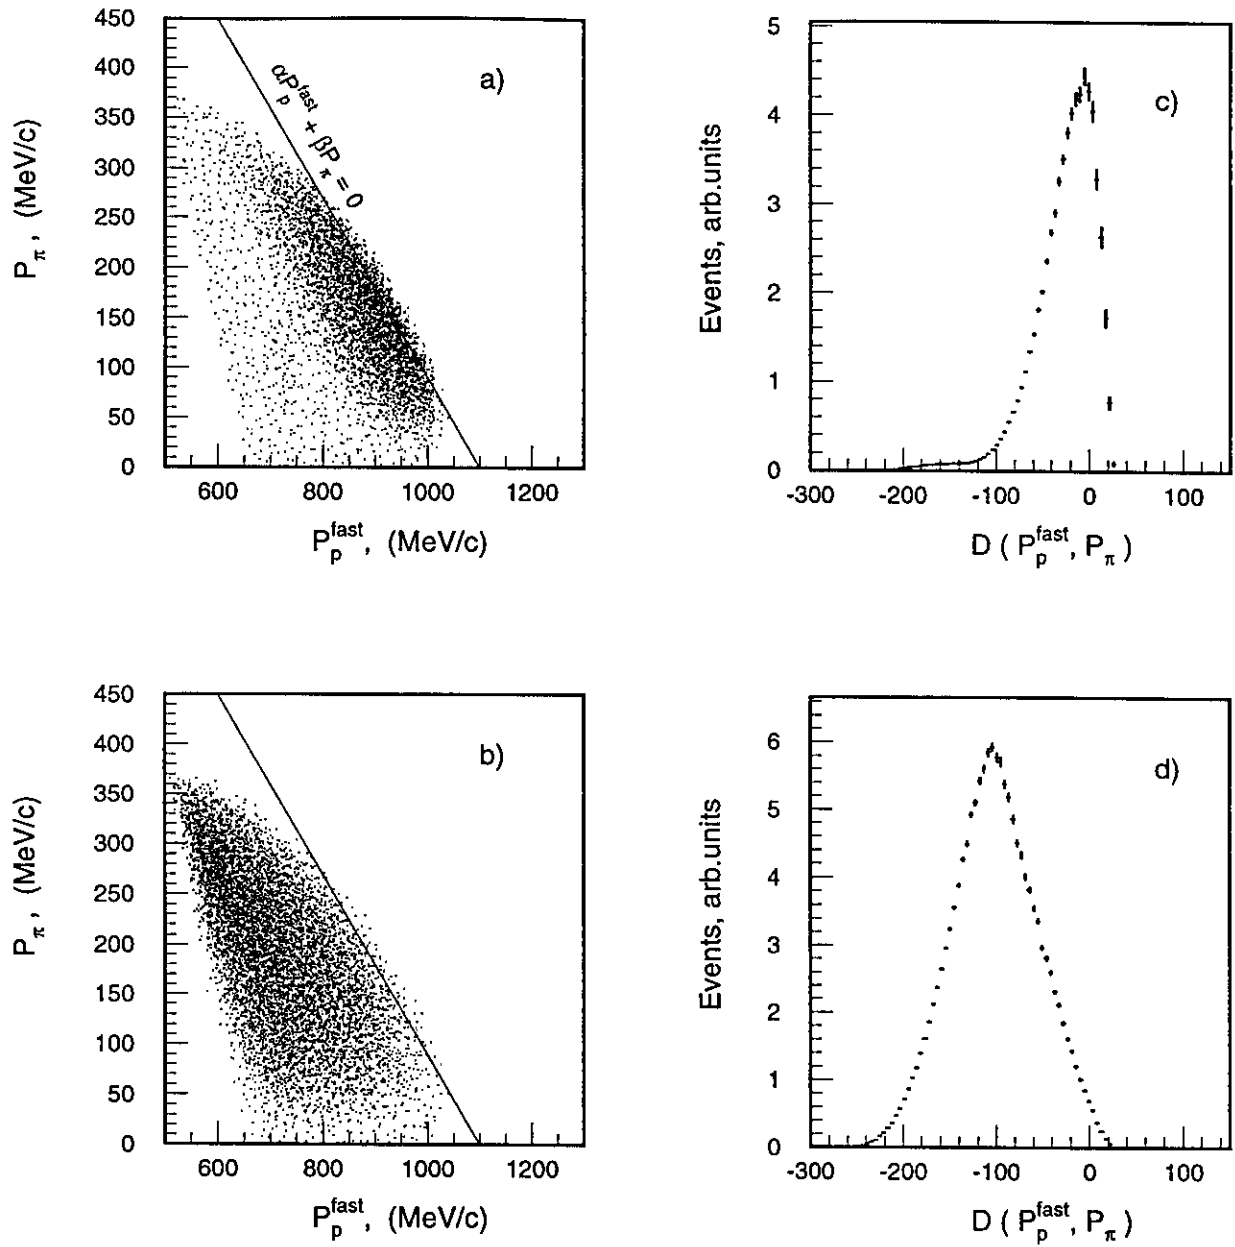 450
400
350
300
250
200
150
100
50
0
P_π, (MeV/c)
a)
αP_p^fast + βP_π = 0
600 800 1000 1200
P_p^fast, (MeV/c)
5
4
3
2
1
0
Events, arb.units
c)
-300 -200 -100 0 100
D ( P_p^fast, P_π )
450
400
350
300
250
200
150
100
50
0
P_π, (MeV/c)
b)
600 800 1000 1200
P_p^fast, (MeV/c)
6
5
4
3
2
1
0
Events, arb.units
d)
-300 -200 -100 0 100
D ( P_p^fast, P_π )